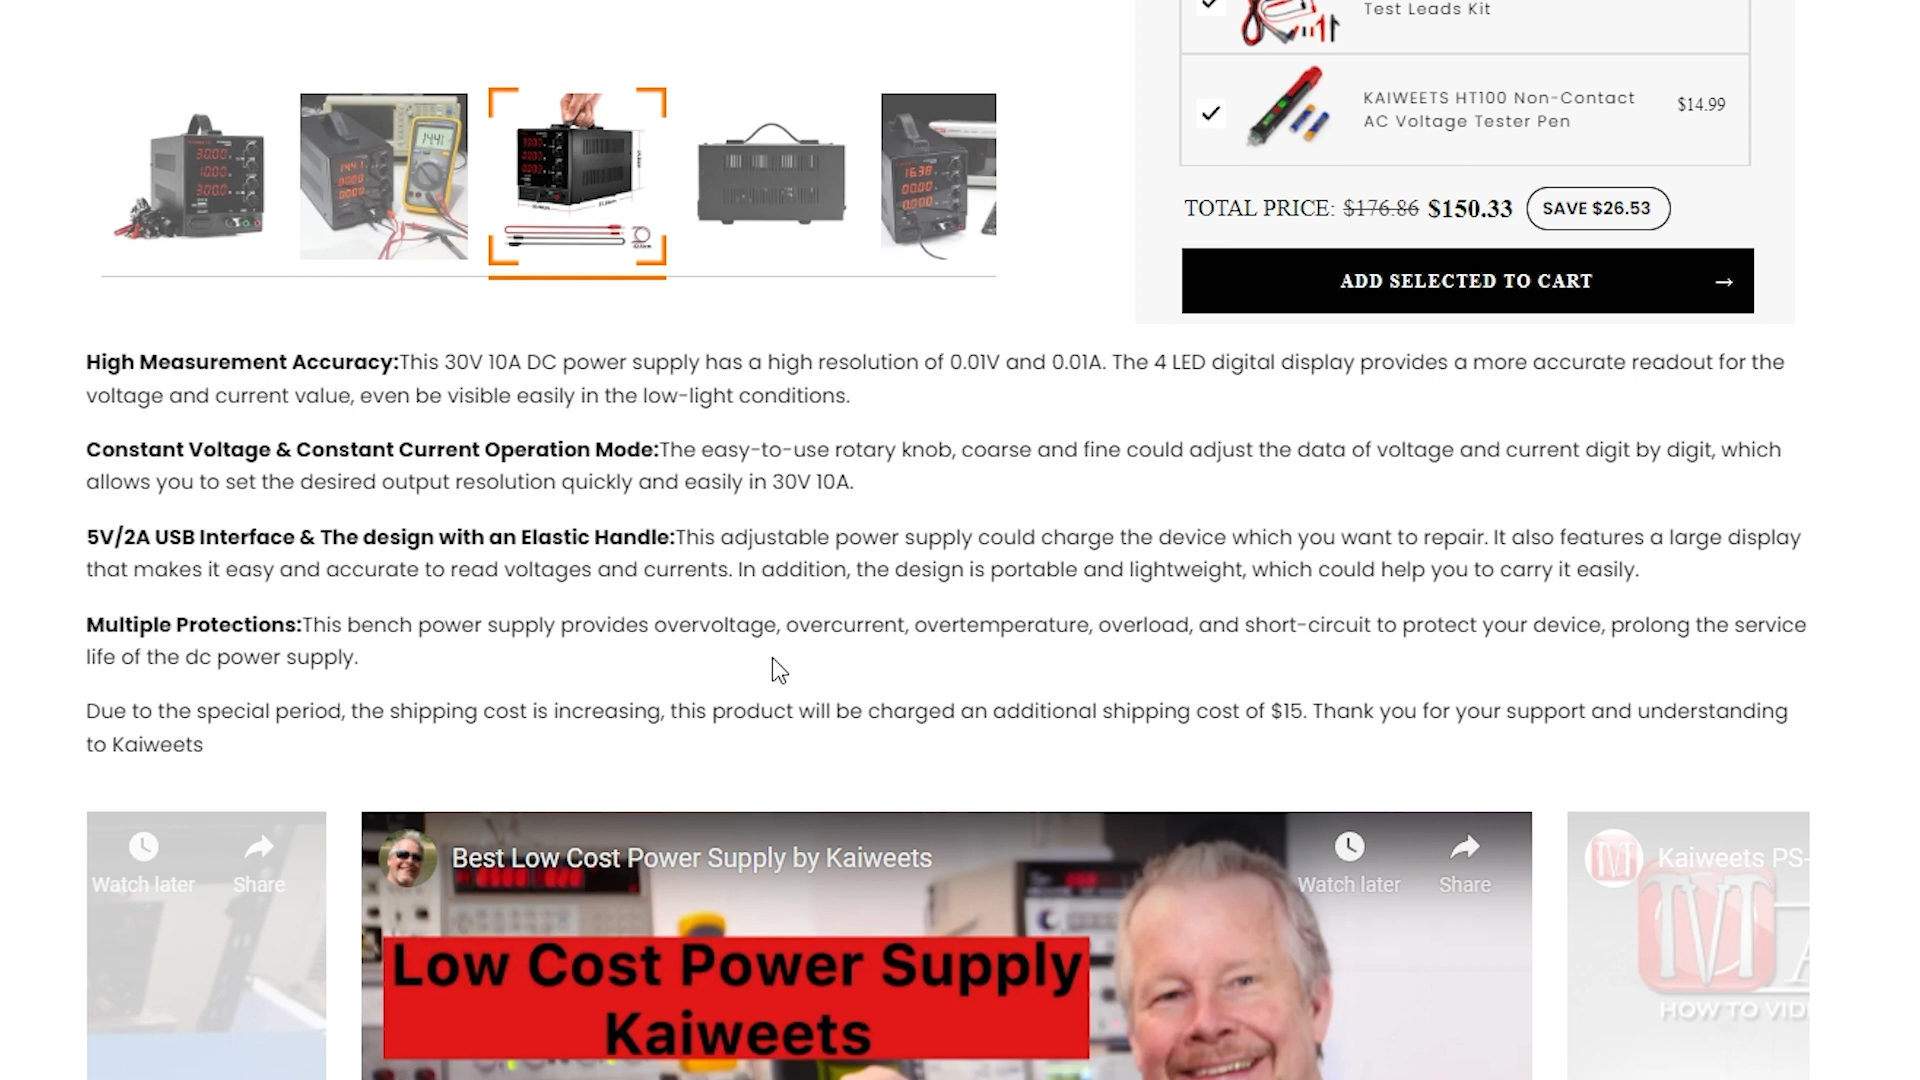 Test Leads Kit
KAIWEETS HT100 Non-Contact
AC Voltage Tester Pen
$14.99
TOTAL PRICE: $176.86 $150.33 SAVE $26.53
ADD SELECTED TO CART →
High Measurement Accuracy:This 30V 10A DC power supply has a high resolution of 0.01V and 0.01A. The 4 LED digital display provides a more accurate readout for the
voltage and current value, even be visible easily in the low-light conditions.
Constant Voltage & Constant Current Operation Mode:The easy-to-use rotary knob, coarse and fine could adjust the data of voltage and current digit by digit, which
allows you to set the desired output resolution quickly and easily in 30V 10A.
5V/2A USB Interface & The design with an Elastic Handle:This adjustable power supply could charge the device which you want to repair. It also features a large display
that makes it easy and accurate to read voltages and currents. In addition, the design is portable and lightweight, which could help you to carry it easily.
Multiple Protections:This bench power supply provides overvoltage, overcurrent, overtemperature, overload, and short-circuit to protect your device, prolong the service
life of the dc power supply.
Due to the special period, the shipping cost is increasing, this product will be charged an additional shipping cost of $15. Thank you for your support and understanding
to Kaiweets
Watch later Share
Best Low Cost Power Supply by Kaiweets
Watch later Share
Low Cost Power Supply
Kaiweets
Kaiweets PS-
HOW TO VID